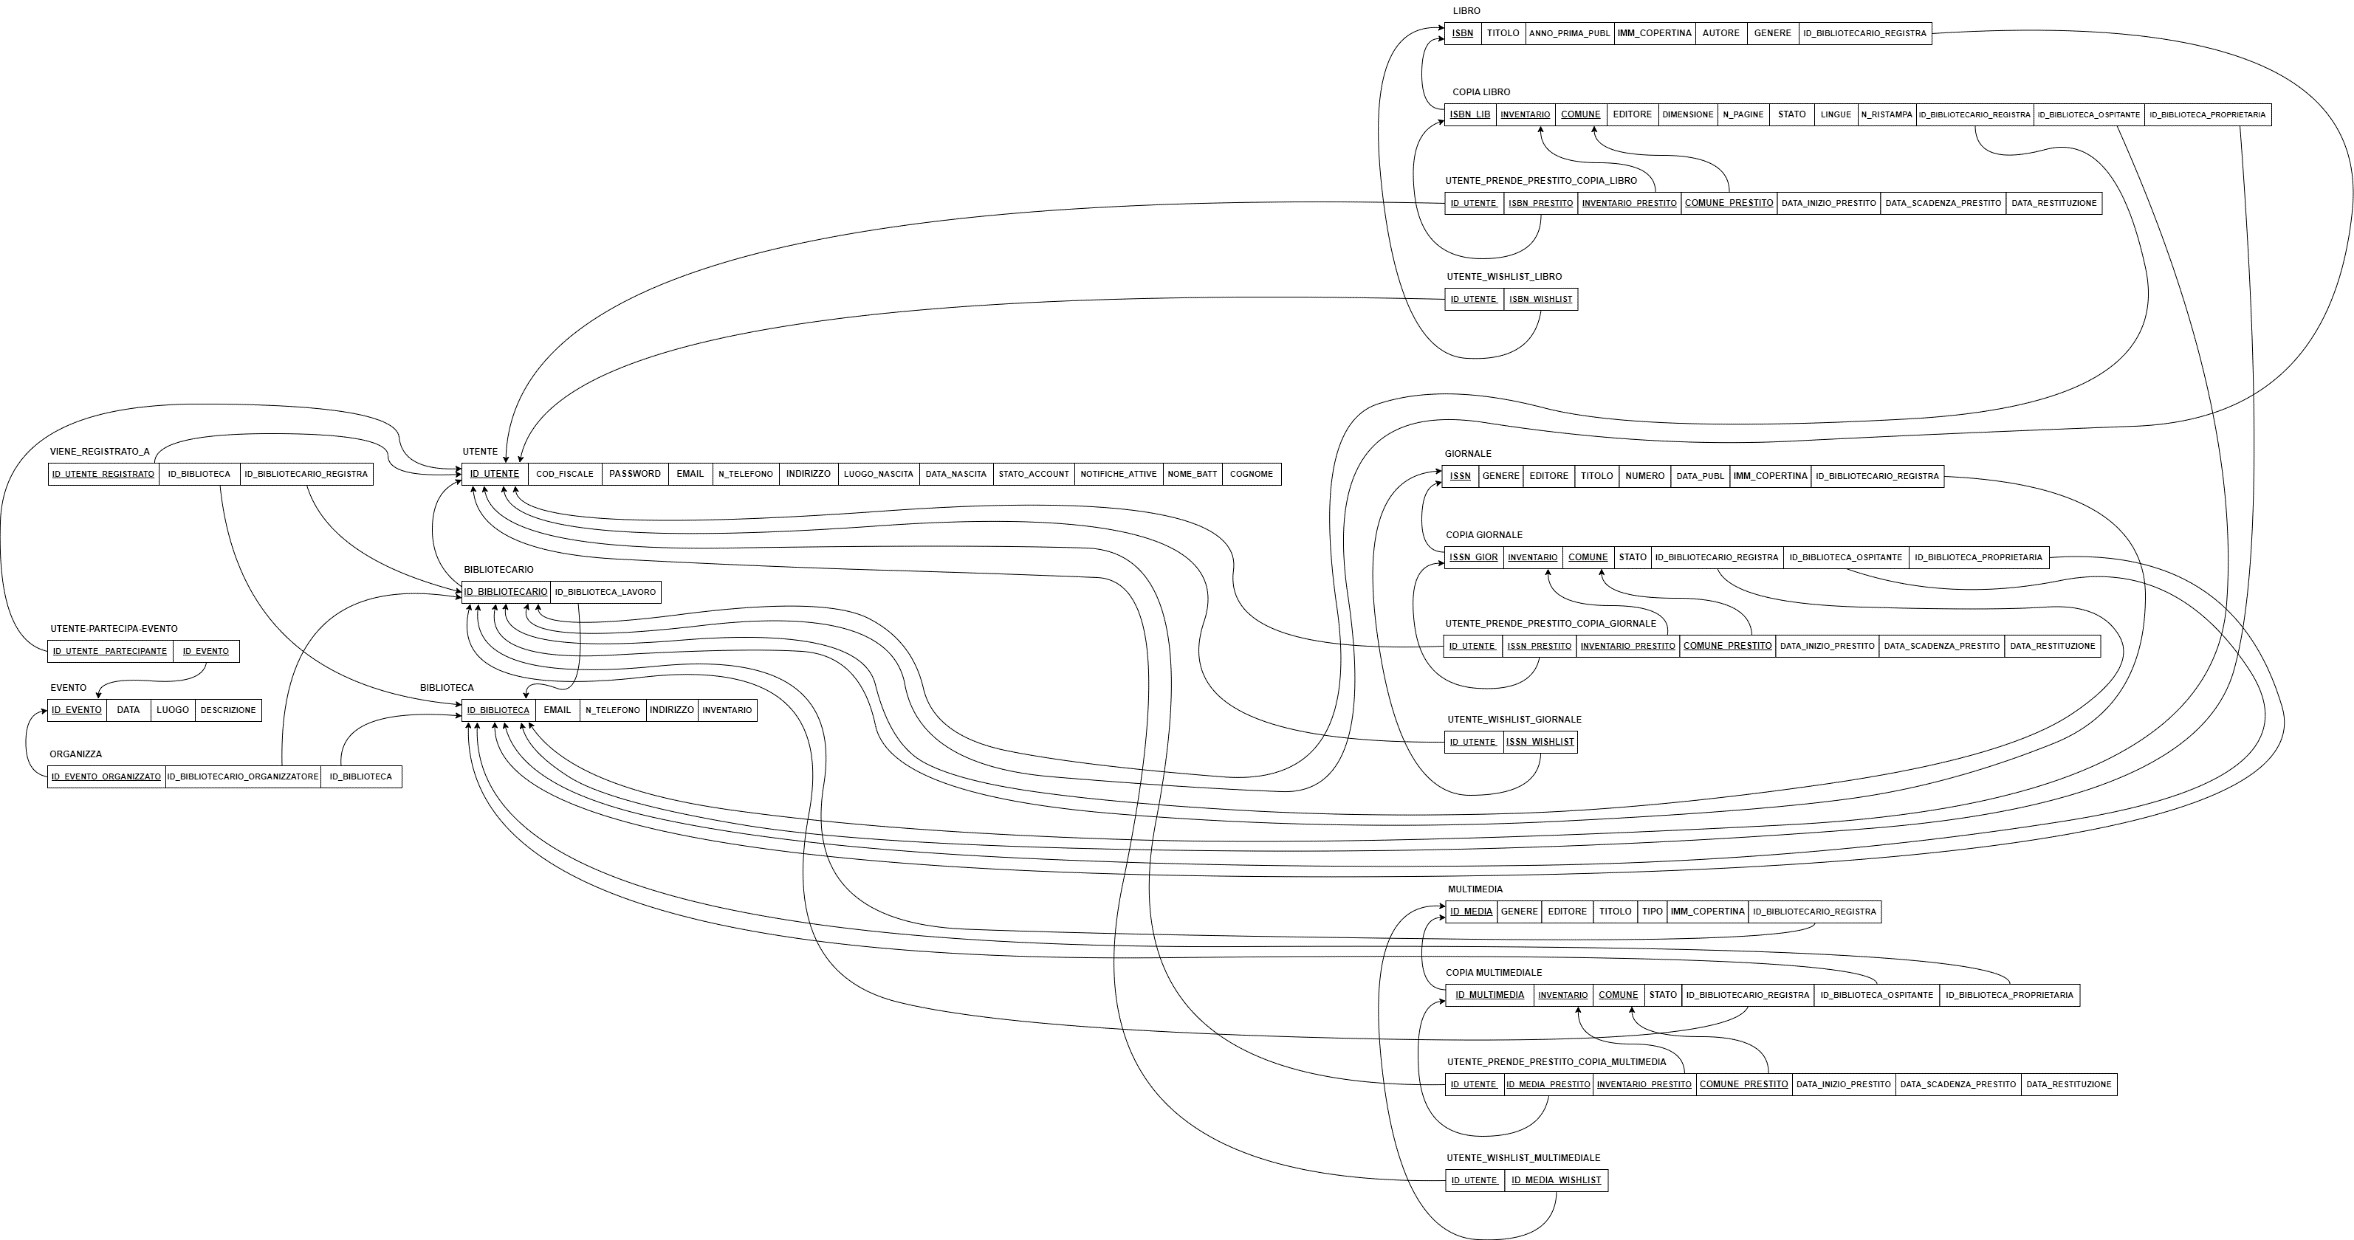 LIBRO
ISBN TITOLO ANNO_PRIMA_PUBL IMM_COPERTINA AUTORE GENERE ID_BIBLIOTECARIO_REGISTRA
COPIA LIBRO
ISBN_LIB INVENTARIO COMUNE EDITORE DIMENSIONE N_PAGINE STATO LINGUE N_RISTAMPA ID_BIBLIOTECARIO_REGISTRA ID_BIBLIOTECA_OSPITANTE ID_BIBLIOTECA_PROPRIETARIA
UTENTE_PRENDE_PRESTITO_COPIA_LIBRO
ID_UTENTE ISBN_PRESTITO INVENTARIO_PRESTITO COMUNE_PRESTITO DATA_INIZIO_PRESTITO DATA_SCADENZA_PRESTITO DATA_RESTITUZIONE
UTENTE_WISHLIST_LIBRO
ID_UTENTE ISBN_WISHLIST
VIENE_REGISTRATO_A
ID_UTENTE_REGISTRATO ID_BIBLIOTECA ID_BIBLIOTECARIO_REGISTRA
UTENTE
ID_UTENTE COD_FISCALE PASSWORD EMAIL N_TELEFONO INDIRIZZO LUOGO_NASCITA DATA_NASCITA STATO_ACCOUNT NOTIFICHE_ATTIVE NOME_BATT COGNOME
GIORNALE
ISSN GENERE EDITORE TITOLO NUMERO DATA_PUBL IMM_COPERTINA ID_BIBLIOTECARIO_REGISTRA
COPIA GIORNALE
ISSN_GIOR INVENTARIO COMUNE STATO ID_BIBLIOTECARIO_REGISTRA ID_BIBLIOTECA_OSPITANTE ID_BIBLIOTECA_PROPRIETARIA
BIBLIOTECARIO
ID_BIBLIOTECARIO ID_BIBLIOTECA_LAVORO
UTENTE-PARTECIPA-EVENTO
ID_UTENTE_PARTECIPANTE ID_EVENTO
UTENTE_PRENDE_PRESTITO_COPIA_GIORNALE
ID_UTENTE ISSN_PRESTITO INVENTARIO_PRESTITO COMUNE_PRESTITO DATA_INIZIO_PRESTITO DATA_SCADENZA_PRESTITO DATA_RESTITUZIONE
EVENTO
ID_EVENTO DATA LUOGO DESCRIZIONE
BIBLIOTECA
ID_BIBLIOTECA EMAIL N_TELEFONO INDIRIZZO INVENTARIO
UTENTE_WISHLIST_GIORNALE
ID_UTENTE ISSN_WISHLIST
ORGANIZZA
ID_EVENTO_ORGANIZZATO ID_BIBLIOTECARIO_ORGANIZZATORE ID_BIBLIOTECA
MULTIMEDIA
ID_MEDIA GENERE EDITORE TITOLO TIPO IMM_COPERTINA ID_BIBLIOTECARIO_REGISTRA
COPIA MULTIMEDIALE
ID_MULTIMEDIA INVENTARIO COMUNE STATO ID_BIBLIOTECARIO_REGISTRA ID_BIBLIOTECA_OSPITANTE ID_BIBLIOTECA_PROPRIETARIA
UTENTE_PRENDE_PRESTITO_COPIA_MULTIMEDIA
ID_UTENTE ID_MEDIA_PRESTITO INVENTARIO_PRESTITO COMUNE_PRESTITO DATA_INIZIO_PRESTITO DATA_SCADENZA_PRESTITO DATA_RESTITUZIONE
UTENTE_WISHLIST_MULTIMEDIALE
ID_UTENTE ID_MEDIA_WISHLIST